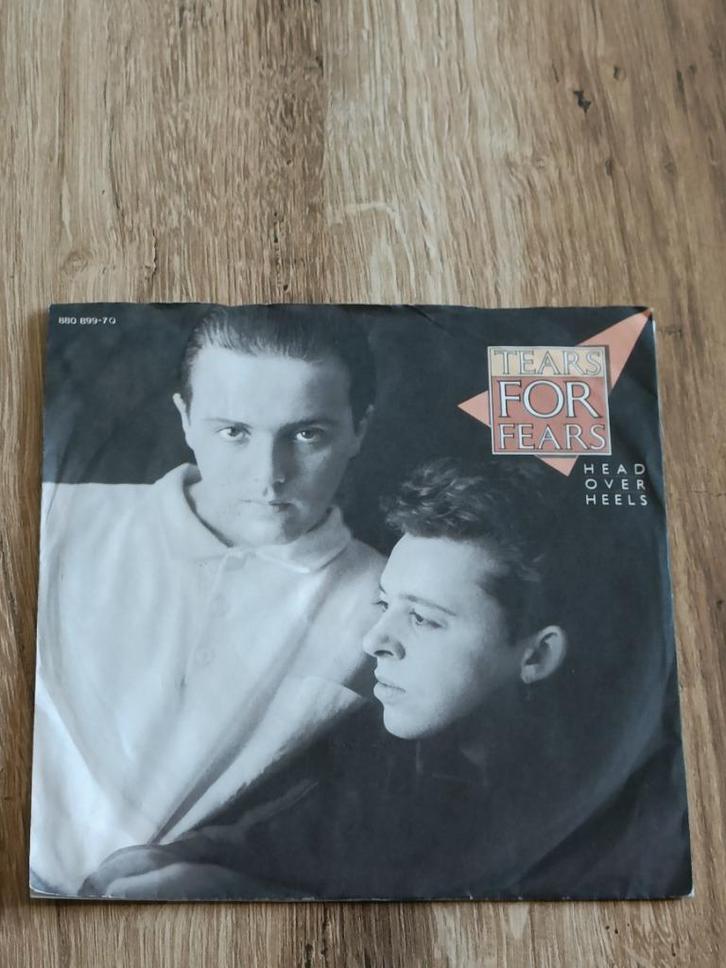 880 899-7 Q
TEARS
FOR
FEARS
HEAD
OVER
HEELS